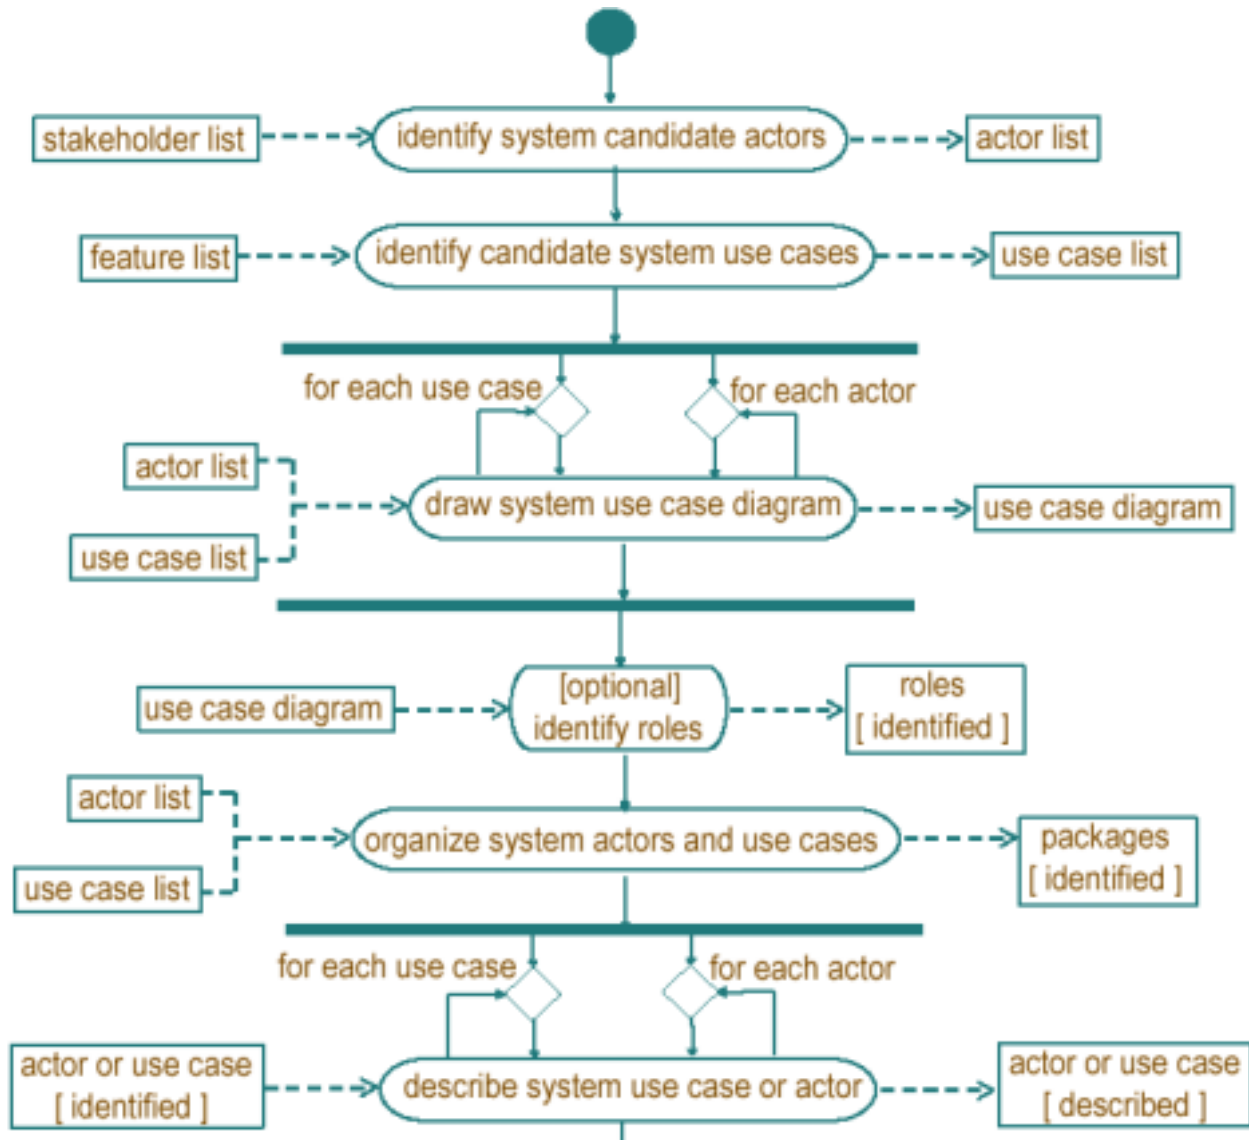 stakeholder list
identify system candidate actors
actor list
feature list
identify candidate system use cases
use case list
for each use case
for each actor
actor list
use case list
draw system use case diagram
use case diagram
use case diagram
[optional]
identify roles
roles
[ identified ]
actor list
use case list
organize system actors and use cases
packages
[ identified ]
for each use case
for each actor
actor or use case
[ identified ]
describe system use case or actor
actor or use case
[ described ]